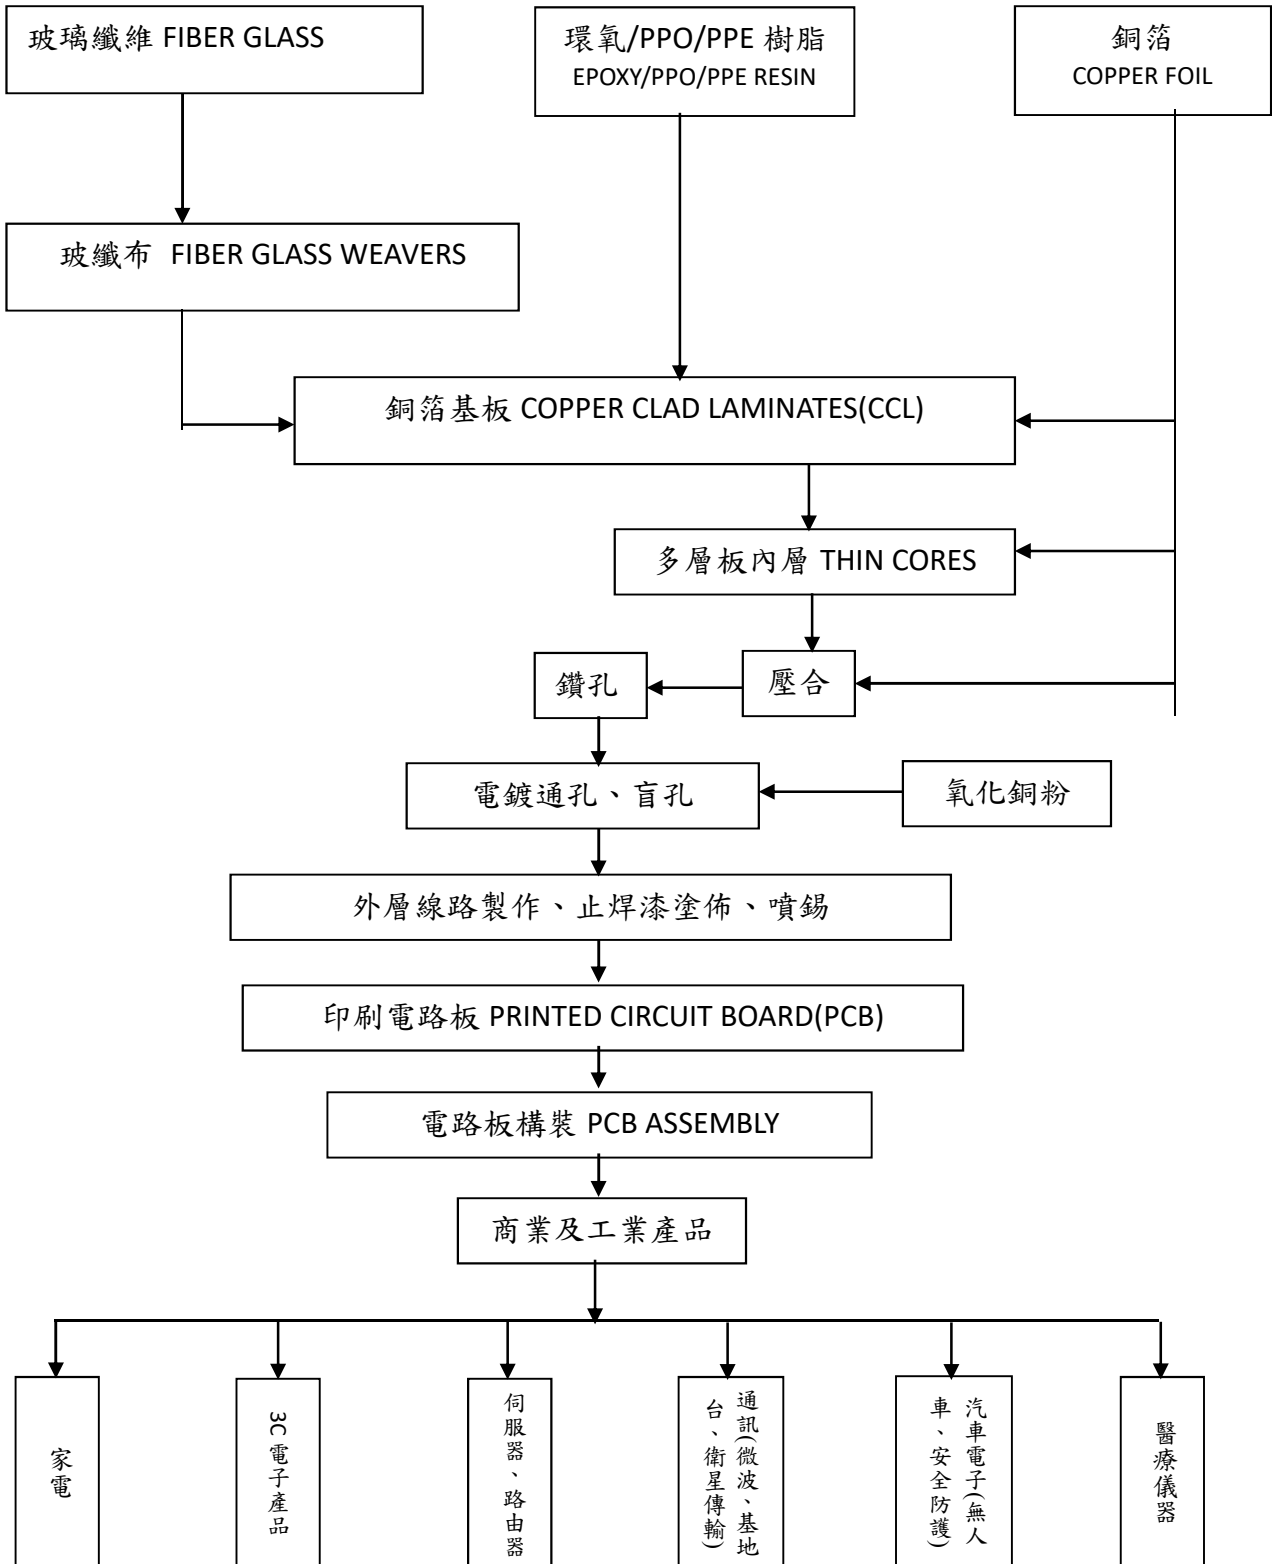 玻璃纖維 FIBER GLASS
環氧/PPO/PPE 樹脂
EPOXY/PPO/PPE RESIN
銅箔
COPPER FOIL
玻纖布 FIBER GLASS WEAVERS
銅箔基板 COPPER CLAD LAMINATES(CCL)
多層板內層 THIN CORES
鑽孔
壓合
電鍍通孔、盲孔
氧化銅粉
外層線路製作、止焊漆塗佈、噴錫
印刷電路板 PRINTED CIRCUIT BOARD(PCB)
電路板構裝 PCB ASSEMBLY
商業及工業產品
家電
3C 電子產品
伺服器、路由器
通訊(微波、基地
台、衛星傳輸)
汽車電子(無人
車、安全防護)
醫療儀器